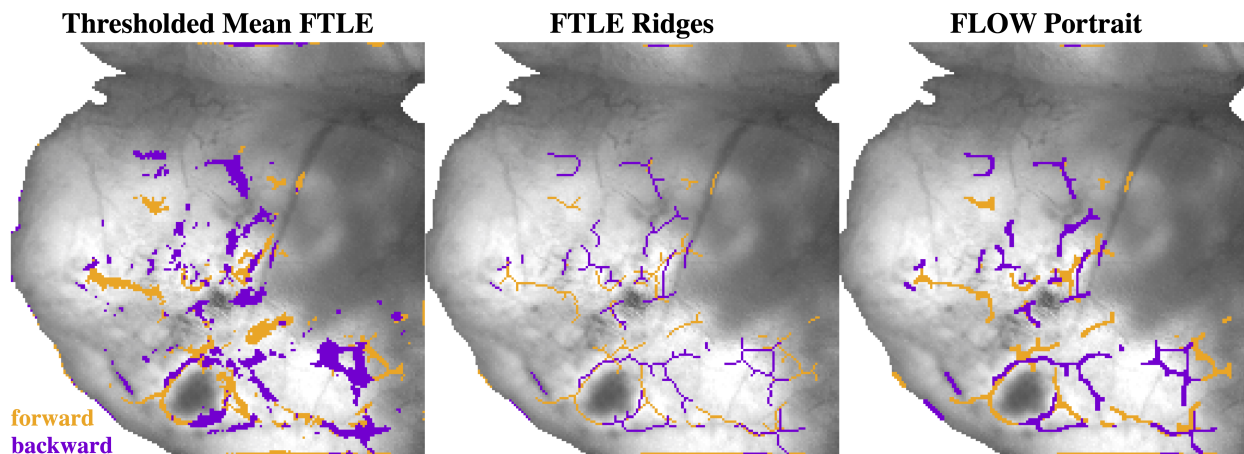 Thresholded Mean FTLE
FTLE Ridges
FLOW Portrait
forward
backward